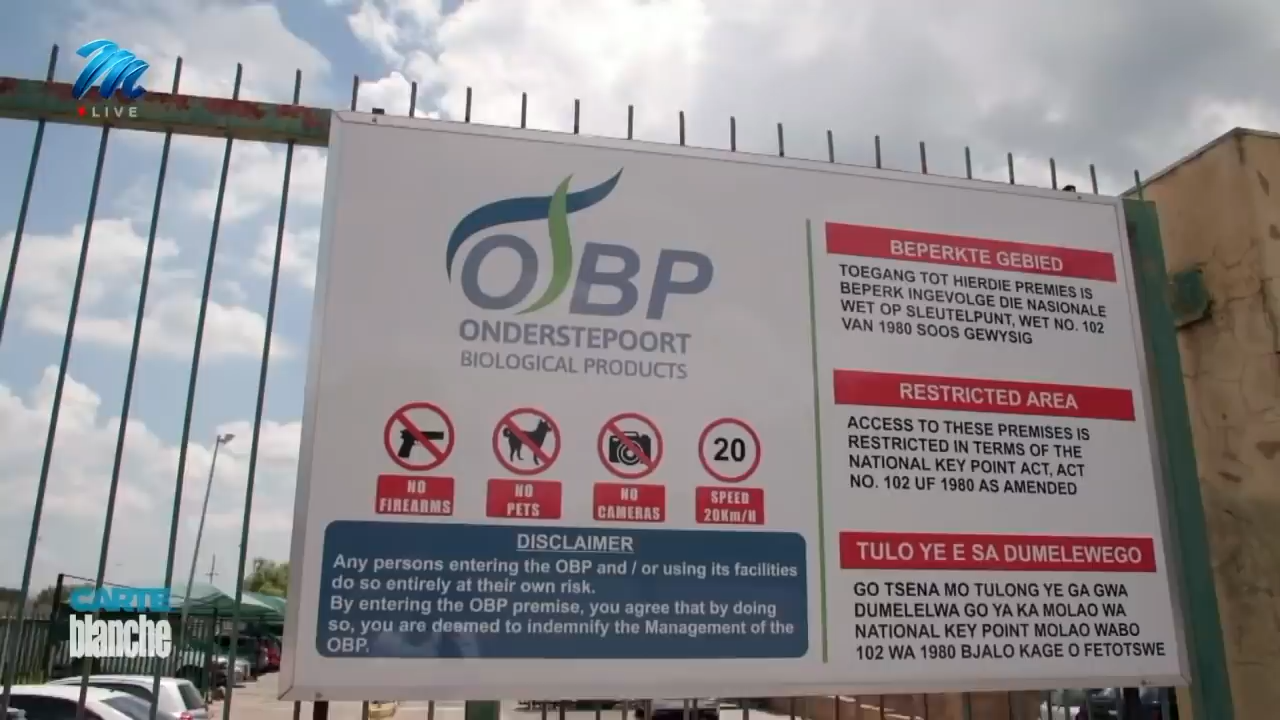 LIVE
OBP
ONDERSTEPOORT
BIOLOGICAL PRODUCTS
NO
FIREARMS
NO
PETS
NO
CAMERAS
20
SPEED
20Km/H
DISCLAIMER
Any persons entering the OBP and / or using its facilities
do so entirely at their own risk.
By entering the OBP premise, you agree that by doing
so, you are deemed to indemnify the Management of the
OBP.
BEPERKTE GEBIED
TOEGANG TOT HIERDIE PREMIES IS
BEPERK INGEVOLGE DIE NASIONALE
WET OP SLEUTELPUNT, WET NO. 102
VAN 1980 SOOS GEWYSIG
RESTRICTED AREA
ACCESS TO THESE PREMISES IS
RESTRICTED IN TERMS OF THE
NATIONAL KEY POINT ACT, ACT
NO. 102 UF 1980 AS AMENDED
TULO YE E SA DUMELEWEGO
GO TSENA MO TULONG YE GA GWA
DUMELELWA GO YA KA MOLAO WA
NATIONAL KEY POINT MOLAO WABO
102 WA 1980 BJALO KAGE O FETOTSWE
CARTE
blanche